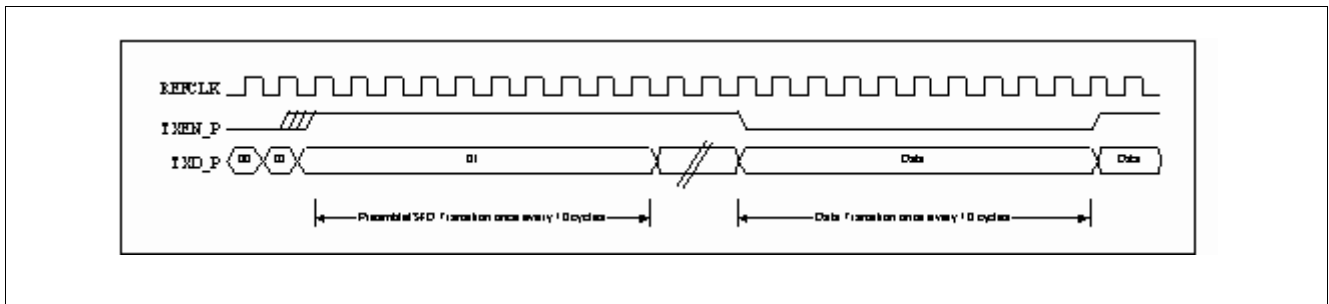 REFCLK
TXEN_P
TXD_P 00 00 01 Data Data
Preamble/SFD Transition once every 10 cycles Data Transition once every 10 cycles